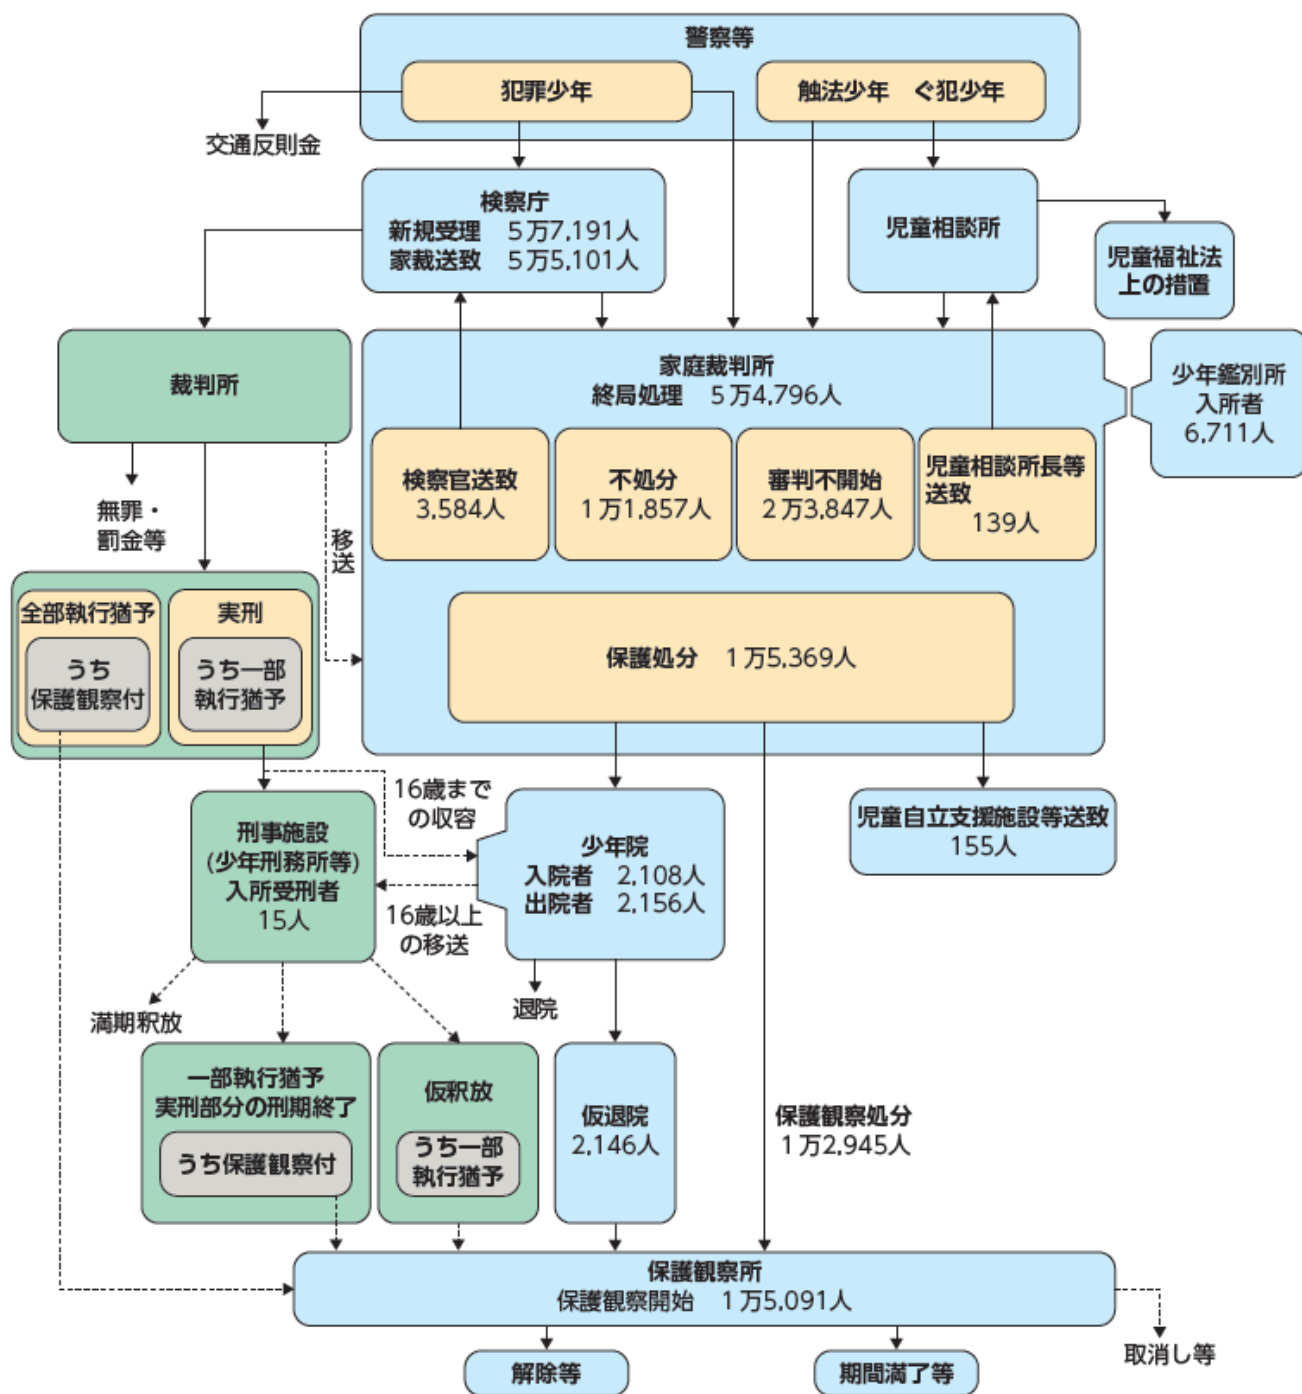 警察等
犯罪少年
触法少年　ぐ犯少年
交通反則金
検察庁
新規受理　5万7,191人
家裁送致　5万5,101人
児童相談所
児童福祉法
上の措置
裁判所
家庭裁判所
終局処理　5万4,796人
少年鑑別所
入所者
6,711人
検察官送致
3,584人
不処分
1万1,857人
審判不開始
2万3,847人
児童相談所長等
送致
139人
無罪・
罰金等
移送
全部執行猶予
うち
保護観察付
実刑
うち一部
執行猶予
保護処分　1万5,369人
16歳まで
の収容
刑事施設
(少年刑務所等)
入所受刑者
15人
16歳以上
の移送
少年院
入院者　2,108人
出院者　2,156人
児童自立支援施設等送致
155人
満期釈放
退院
一部執行猶予
実刑部分の刑期終了
うち保護観察付
仮釈放
うち一部
執行猶予
仮退院
2,146人
保護観察処分
1万2,945人
保護観察所
保護観察開始　1万5,091人
取消し等
解除等
期間満了等